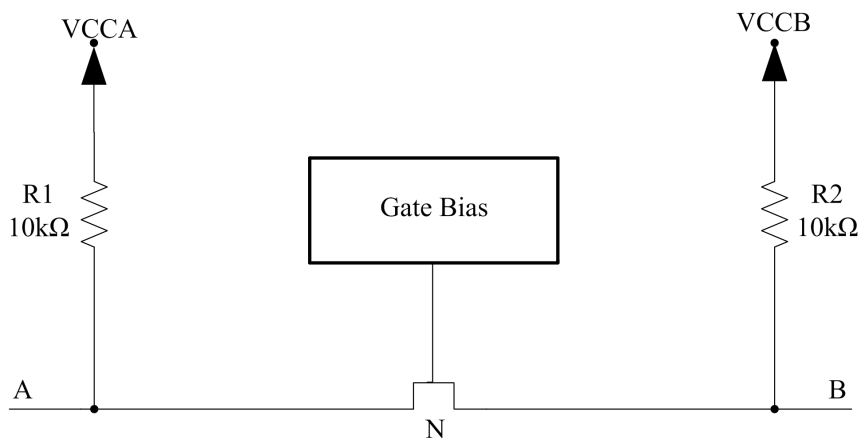 VCCA
VCCB
R1
10kΩ
Gate Bias
R2
10kΩ
A
B
N